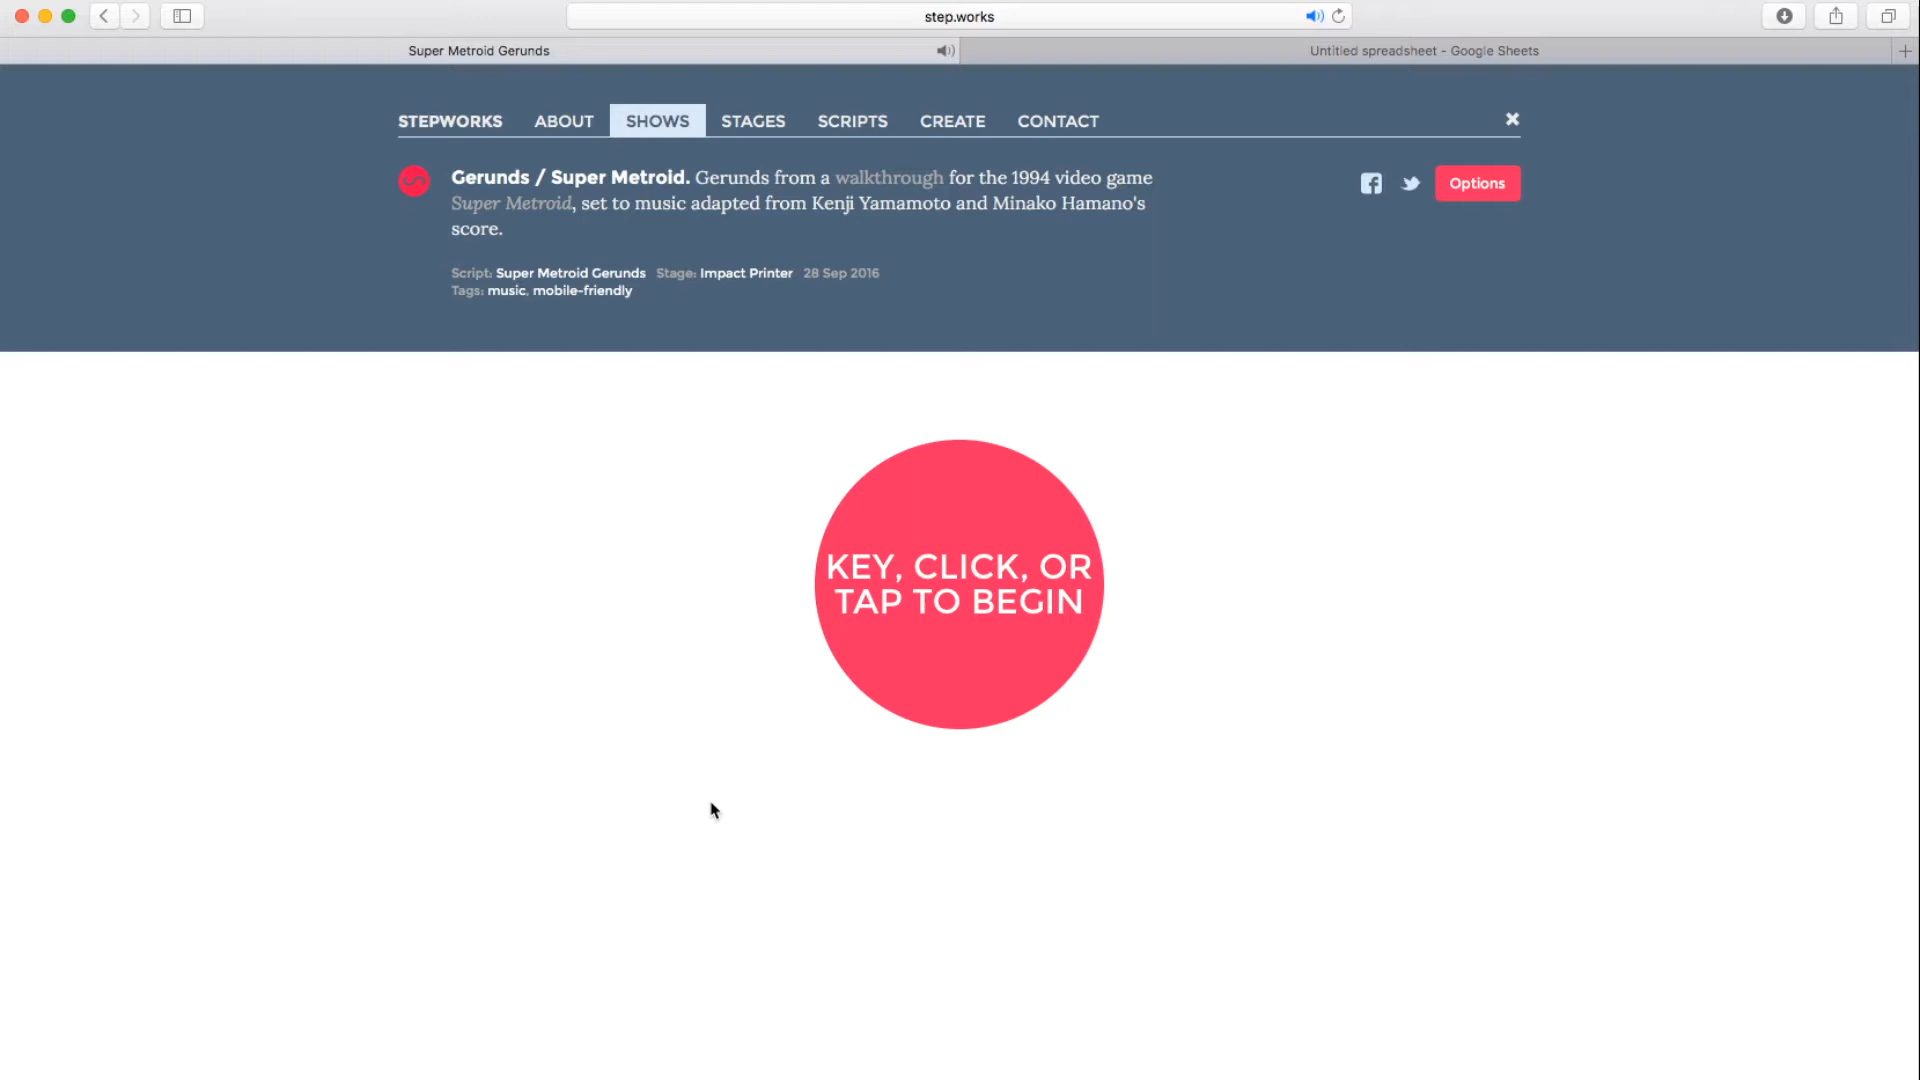 step.works
Super Metroid Gerunds
Untitled spreadsheet - Google Sheets
STEPWORKS ABOUT SHOWS STAGES SCRIPTS CREATE CONTACT
Gerunds / Super Metroid. Gerunds from a walkthrough for the 1994 video game
Super Metroid, set to music adapted from Kenji Yamamoto and Minako Hamano's
score.
Options
Script: Super Metroid Gerunds Stage: Impact Printer 28 Sep 2016
Tags: music, mobile-friendly
KEY, CLICK, OR
TAP TO BEGIN